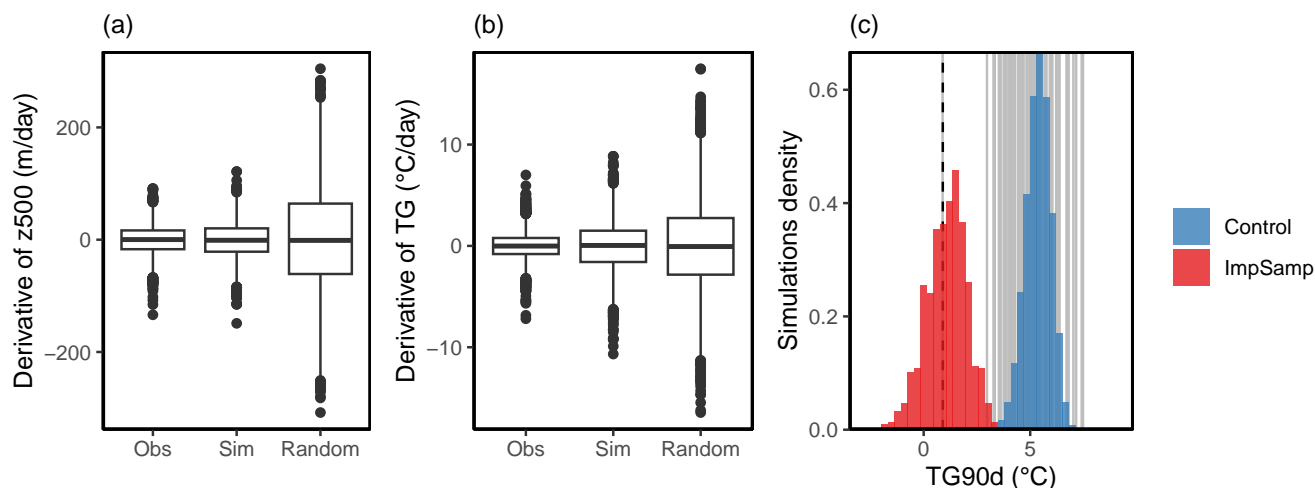 (a)
Derivative of z500 (m/day)
200
0
−200
Obs Sim Random
(b)
Derivative of TG (°C/day)
10
0
−10
Obs Sim Random
(c)
Simulations density
0.6
0.4
0.2
0.0
0 5
TG90d (°C)
Control
ImpSamp